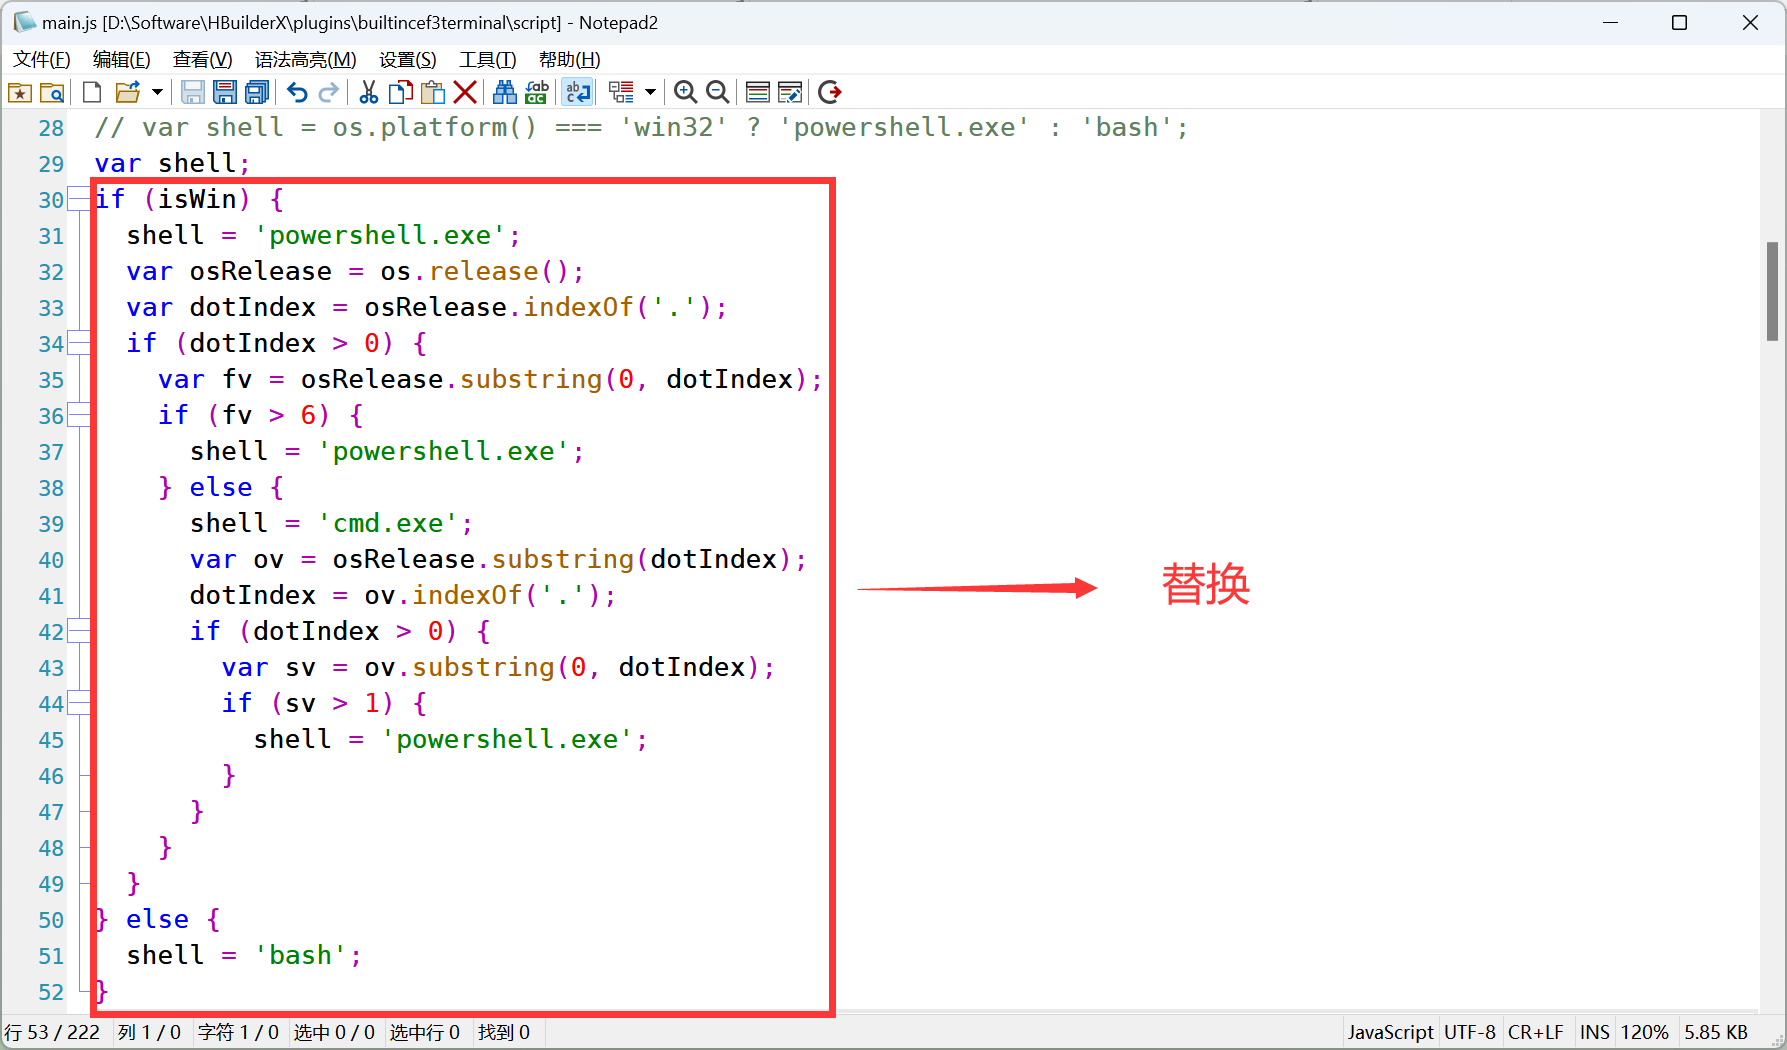 main.js [D:\Software\HBuilderX\plugins\builtincef3terminal\script] - Notepad2
文件(F) 编辑(E) 查看(V) 语法高亮(M) 设置(S) 工具(T) 帮助(H)
28 // var shell = os.platform() === 'win32' ? 'powershell.exe' : 'bash';
29 var shell;
30 if (isWin) {
31 shell = 'powershell.exe';
32 var osRelease = os.release();
33 var dotIndex = osRelease.indexOf('.');
34 if (dotIndex > 0) {
35 var fv = osRelease.substring(0, dotIndex);
36 if (fv > 6) {
37 shell = 'powershell.exe';
38 } else {
39 shell = 'cmd.exe';
40 var ov = osRelease.substring(dotIndex);
41 dotIndex = ov.indexOf('.');
42 if (dotIndex > 0) {
43 var sv = ov.substring(0, dotIndex);
44 if (sv > 1) {
45 shell = 'powershell.exe';
46 }
47 }
48 }
49 }
50 } else {
51 shell = 'bash';
52 }
替换
行 53 / 222 列 1 / 0 字符 1 / 0 选中 0 / 0 选中行 0 找到 0 JavaScript UTF-8 CR+LF INS 120% 5.85 KB